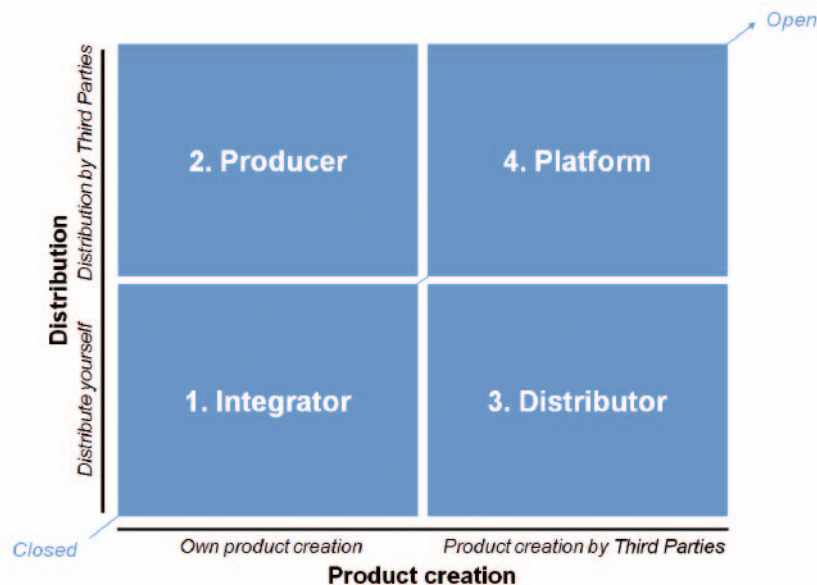 Open
Distribution by Third Parties
2. Producer
4. Platform
Distribution
Distribute yourself
1. Integrator
3. Distributor
Closed
Own product creation
Product creation by Third Parties
Product creation